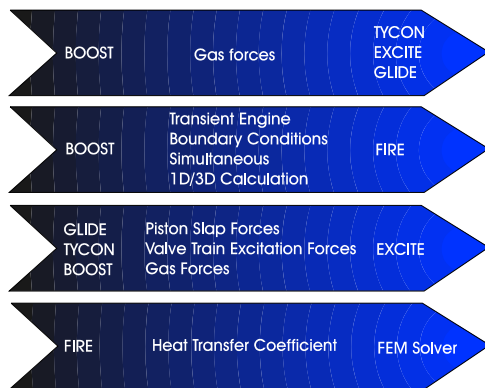 BOOST
Gas forces
TYCON
EXCITE
GLIDE
BOOST
Transient Engine
Boundary Conditions
Simultaneous
1D/3D Calculation
FIRE
GLIDE
TYCON
BOOST
Piston Slap Forces
Valve Train Excitation Forces
Gas Forces
EXCITE
FIRE
Heat Transfer Coefficient
FEM Solver